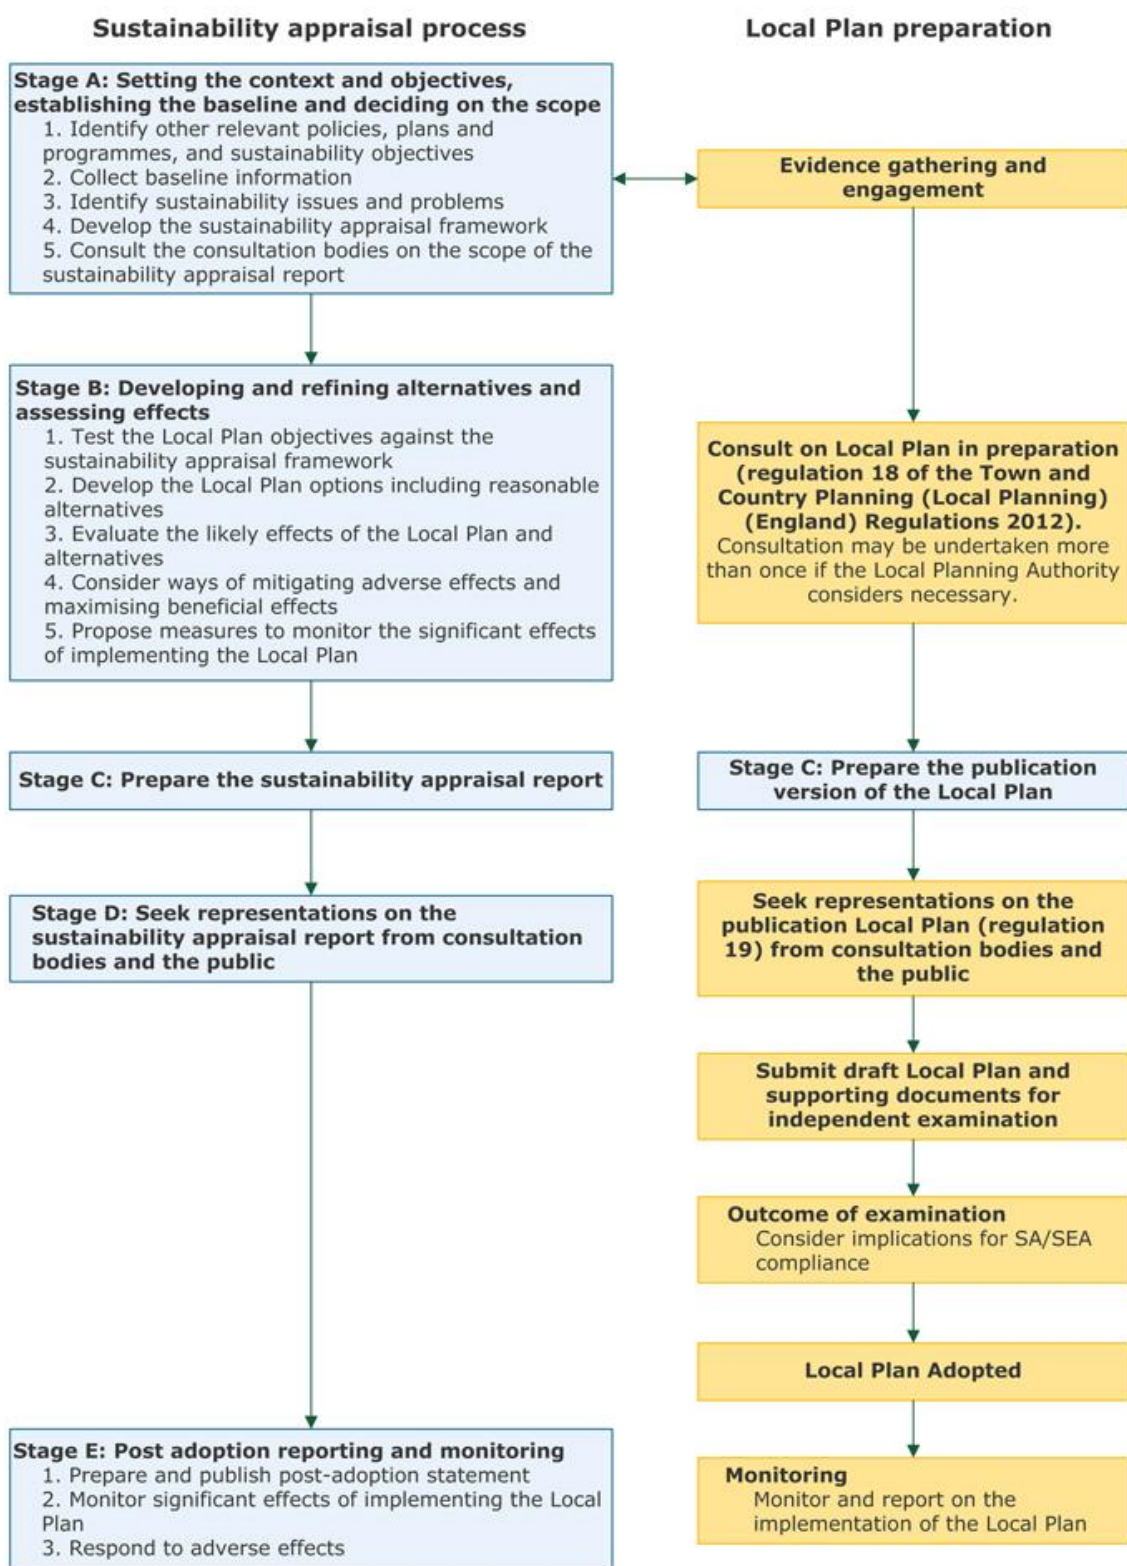 Sustainability appraisal process
Local Plan preparation
Stage A: Setting the context and objectives,
establishing the baseline and deciding on the scope
1. Identify other relevant policies, plans and
programmes, and sustainability objectives
2. Collect baseline information
3. Identify sustainability issues and problems
4. Develop the sustainability appraisal framework
5. Consult the consultation bodies on the scope of the
sustainability appraisal report
Evidence gathering and
engagement
Stage B: Developing and refining alternatives and
assessing effects
1. Test the Local Plan objectives against the
sustainability appraisal framework
2. Develop the Local Plan options including reasonable
alternatives
3. Evaluate the likely effects of the Local Plan and
alternatives
4. Consider ways of mitigating adverse effects and
maximising beneficial effects
5. Propose measures to monitor the significant effects
of implementing the Local Plan
Consult on Local Plan in preparation
(regulation 18 of the Town and
Country Planning (Local Planning)
(England) Regulations 2012).
Consultation may be undertaken more
than once if the Local Planning Authority
considers necessary.
Stage C: Prepare the sustainability appraisal report
Stage C: Prepare the publication
version of the Local Plan
Stage D: Seek representations on the
sustainability appraisal report from consultation
bodies and the public
Seek representations on the
publication Local Plan (regulation
19) from consultation bodies and
the public
Submit draft Local Plan and
supporting documents for
independent examination
Outcome of examination
Consider implications for SA/SEA
compliance
Local Plan Adopted
Stage E: Post adoption reporting and monitoring
1. Prepare and publish post-adoption statement
2. Monitor significant effects of implementing the Local
Plan
3. Respond to adverse effects
Monitoring
Monitor and report on the
implementation of the Local Plan